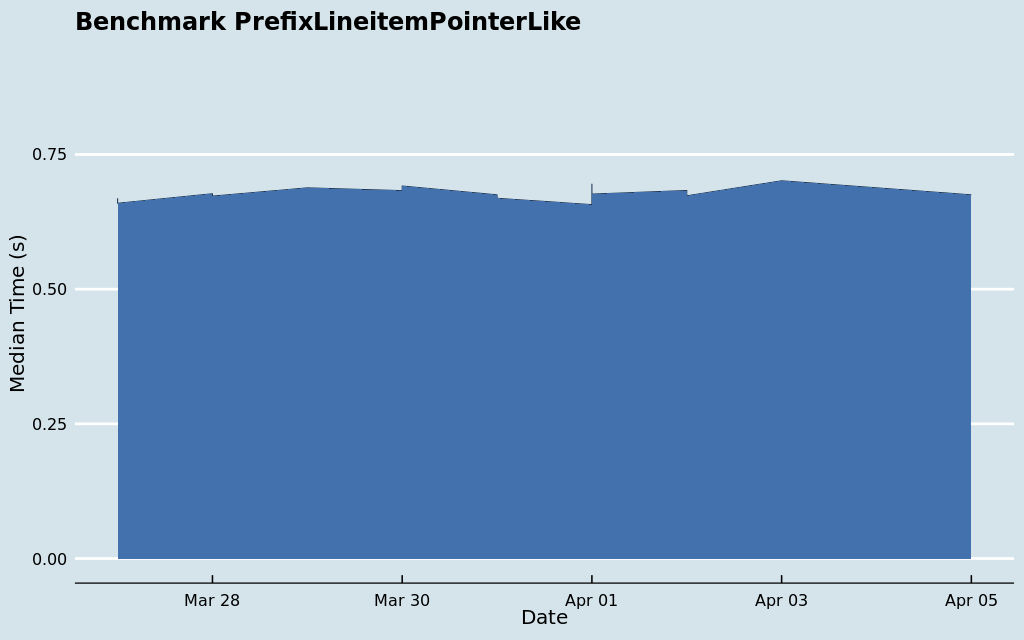 Benchmark PrefixLineitemPointerLike
Median Time (s)
0.75
0.50
0.25
0.00
Mar 28 Mar 30 Apr 01 Apr 03 Apr 05
Date